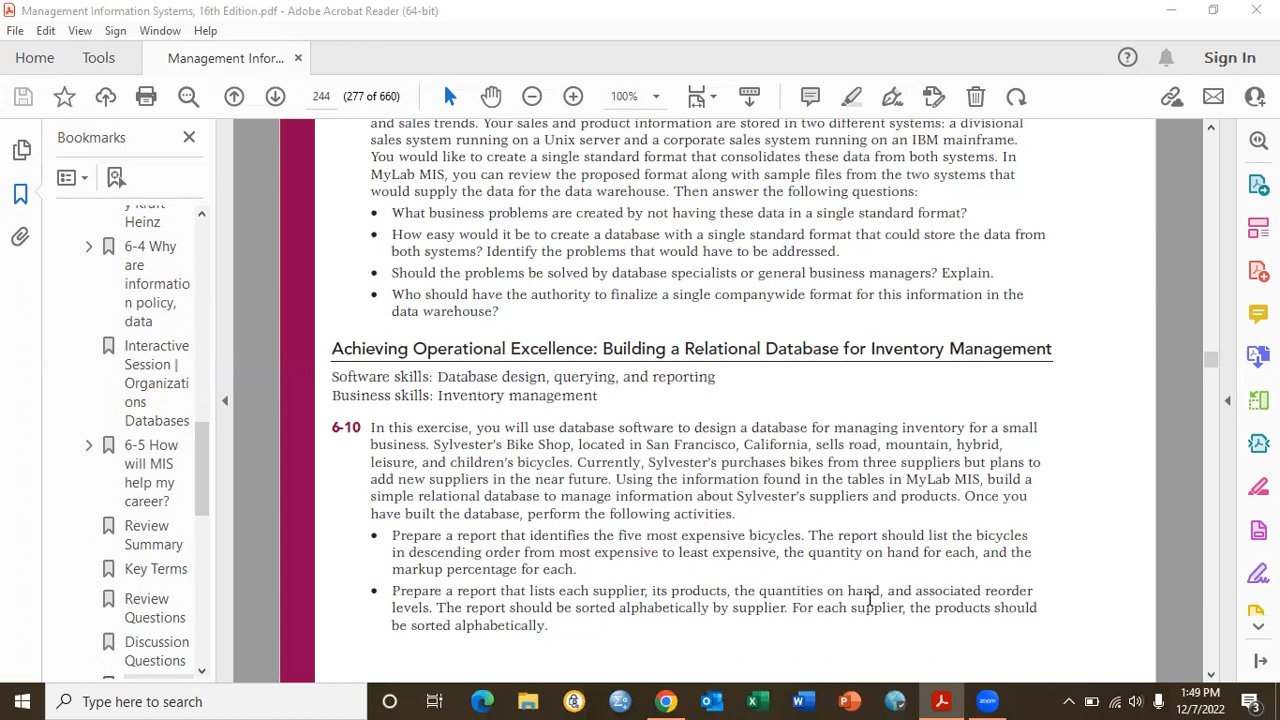 Management Information Systems, 16th Edition.pdf - Adobe Acrobat Reader (64-bit)
File Edit View Sign Window Help
Home Tools Management Infor... Sign In
244 (277 of 660) 100%
Bookmarks
y Kraft
Heinz
6-4 Why
are
informatio
n policy,
data
Interactive
Session |
Organizati
ons
Databases
6-5 How
will MIS
help my
career?
Review
Summary
Key Terms
Review
Questions
Discussion
Questions
and sales trends. Your sales and product information are stored in two different systems: a divisional
sales system running on a Unix server and a corporate sales system running on an IBM mainframe.
You would like to create a single standard format that consolidates these data from both systems. In
MyLab MIS, you can review the proposed format along with sample files from the two systems that
would supply the data for the data warehouse. Then answer the following questions:
• What business problems are created by not having these data in a single standard format?
• How easy would it be to create a database with a single standard format that could store the data from
both systems? Identify the problems that would have to be addressed.
• Should the problems be solved by database specialists or general business managers? Explain.
• Who should have the authority to finalize a single companywide format for this information in the
data warehouse?
Achieving Operational Excellence: Building a Relational Database for Inventory Management
Software skills: Database design, querying, and reporting
Business skills: Inventory management
6-10 In this exercise, you will use database software to design a database for managing inventory for a small
business. Sylvester's Bike Shop, located in San Francisco, California, sells road, mountain, hybrid,
leisure, and children's bicycles. Currently, Sylvester's purchases bikes from three suppliers but plans to
add new suppliers in the near future. Using the information found in the tables in MyLab MIS, build a
simple relational database to manage information about Sylvester's suppliers and products. Once you
have built the database, perform the following activities.
• Prepare a report that identifies the five most expensive bicycles. The report should list the bicycles
in descending order from most expensive to least expensive, the quantity on hand for each, and the
markup percentage for each.
• Prepare a report that lists each supplier, its products, the quantities on hand, and associated reorder
levels. The report should be sorted alphabetically by supplier. For each supplier, the products should
be sorted alphabetically.
Type here to search
zoom
1:49 PM
12/7/2022
3